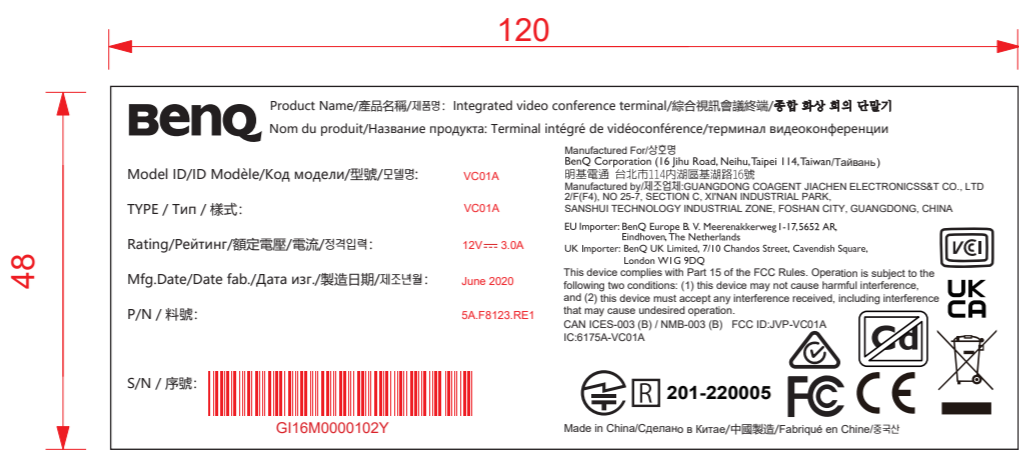 120
48
BenQ
Product Name/產品名稱/제품명: Integrated video conference terminal/綜合視訊會議終端/종합 화상 회의 단말기
Nom du produit/Название продукта: Terminal intégré de vidéoconférence/терминал видеоконференции
Model ID/ID Modèle/Код модели/型號/모델명: VC01A
TYPE / Тип / 樣式: VC01A
Rating/Рейтинг/額定電壓/電流/정격입력: 12V⎓ 3.0A
Mfg.Date/Date fab./Дата изг./製造日期/제조년월: June 2020
P/N / 料號: 5A.F8123.RE1
S/N / 序號:
GI16M0000102Y
Manufactured For/상호명
BenQ Corporation (16 Jihu Road, Neihu,Taipei 114,Taiwan/Тайвань)
明基電通 台北市114內湖區基湖路16號
Manufactured by/제조업체:GUANGDONG COAGENT JIACHEN ELECTRONICSS&T CO., LTD
2/F(F4), NO 25-7, SECTION C, XI'NAN INDUSTRIAL PARK,
SANSHUI TECHNOLOGY INDUSTRIAL ZONE, FOSHAN CITY, GUANGDONG, CHINA
EU Importer: BenQ Europe B. V. Meerenakkerweg 1-17,5652 AR,
Eindhoven, The Netherlands
UK Importer: BenQ UK Limited, 7/10 Chandos Street, Cavendish Square,
London W1G 9DQ
This device complies with Part 15 of the FCC Rules. Operation is subject to the
following two conditions: (1) this device may not cause harmful interference,
and (2) this device must accept any interference received, including interference
that may cause undesired operation.
CAN ICES-003 (B) / NMB-003 (B) FCC ID:JVP-VC01A
IC:6175A-VC01A
VCI
UK
CA
Cd
R 201-220005
FC CE
Made in China/Сделано в Китае/中國製造/Fabriqué en Chine/중국산